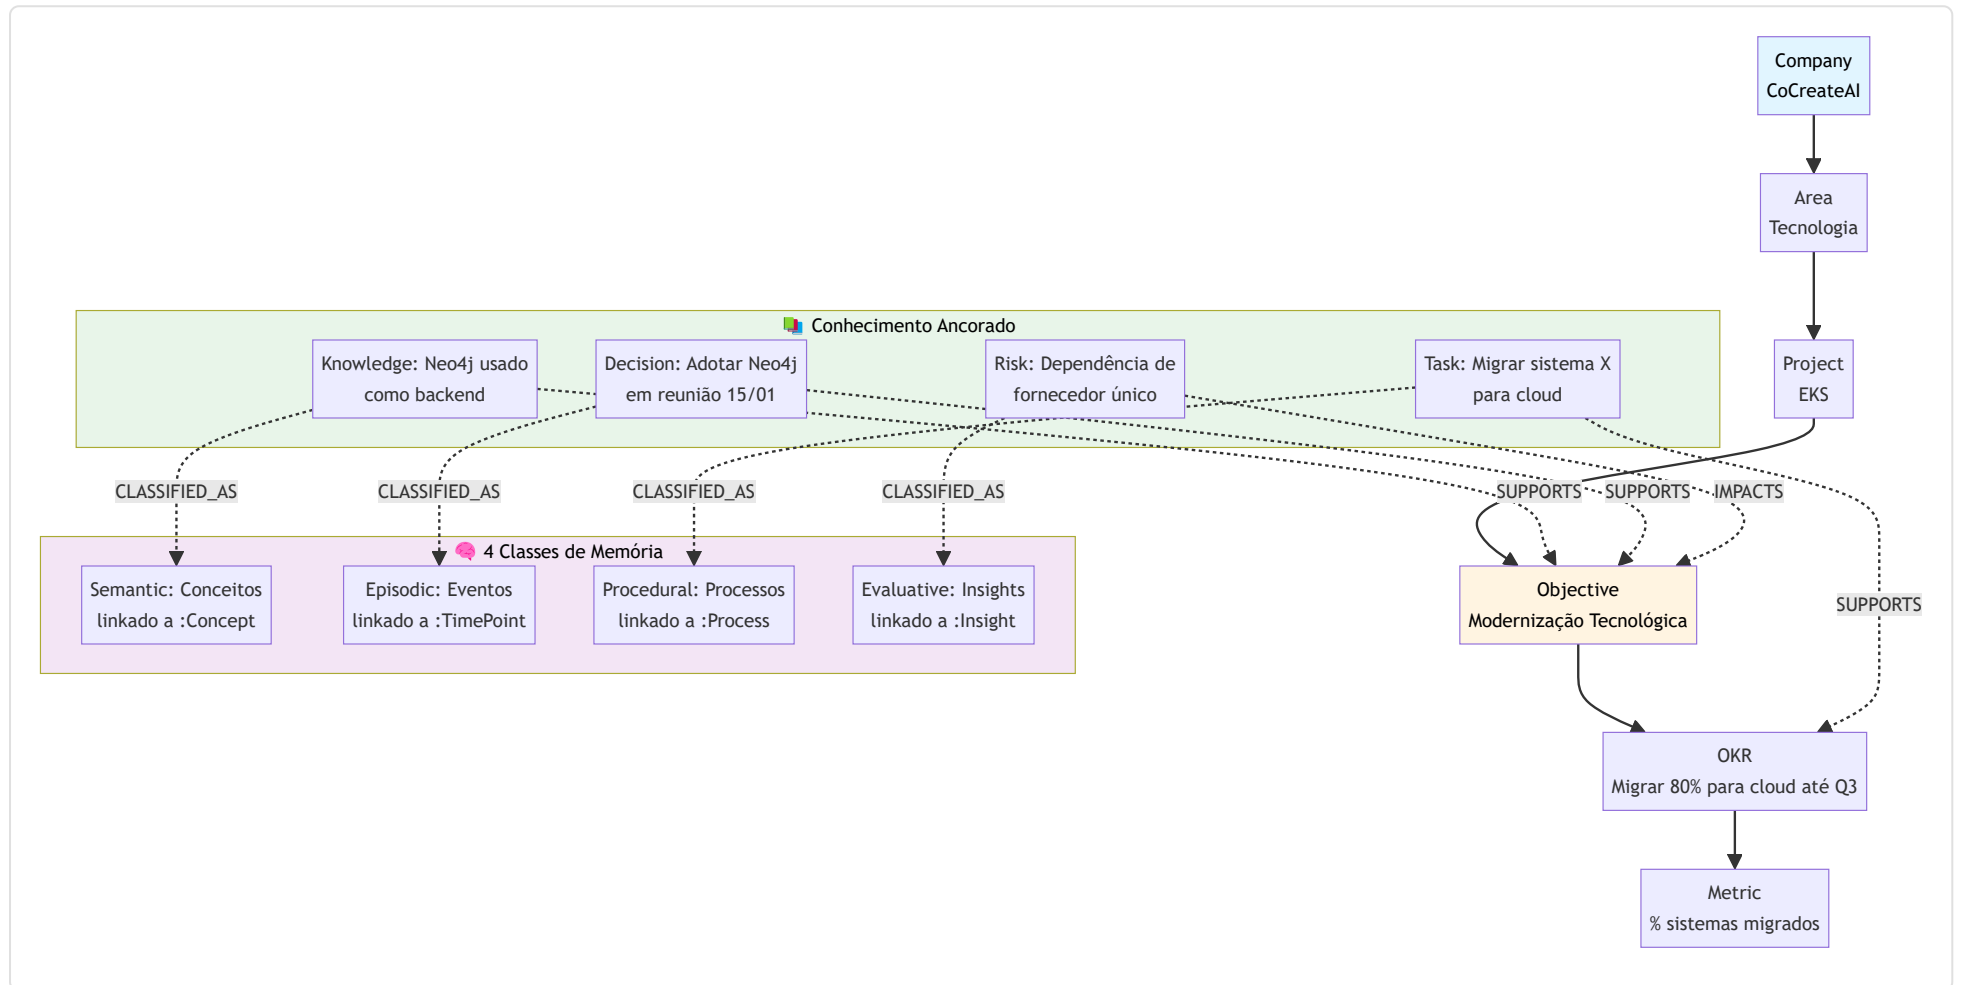 Company
CoCreateAI
Area
Tecnologia
📚 Conhecimento Ancorado
Knowledge: Neo4j usado
como backend
Decision: Adotar Neo4j
em reunião 15/01
Risk: Dependência de
fornecedor único
Task: Migrar sistema X
para cloud
Project
EKS
CLASSIFIED_AS
CLASSIFIED_AS
CLASSIFIED_AS
CLASSIFIED_AS
SUPPORTS
SUPPORTS
IMPACTS
🧠 4 Classes de Memória
Semantic: Conceitos
linkado a :Concept
Episodic: Eventos
linkado a :TimePoint
Procedural: Processos
linkado a :Process
Evaluative: Insights
linkado a :Insight
Objective
Modernização Tecnológica
SUPPORTS
OKR
Migrar 80% para cloud até Q3
Metric
% sistemas migrados